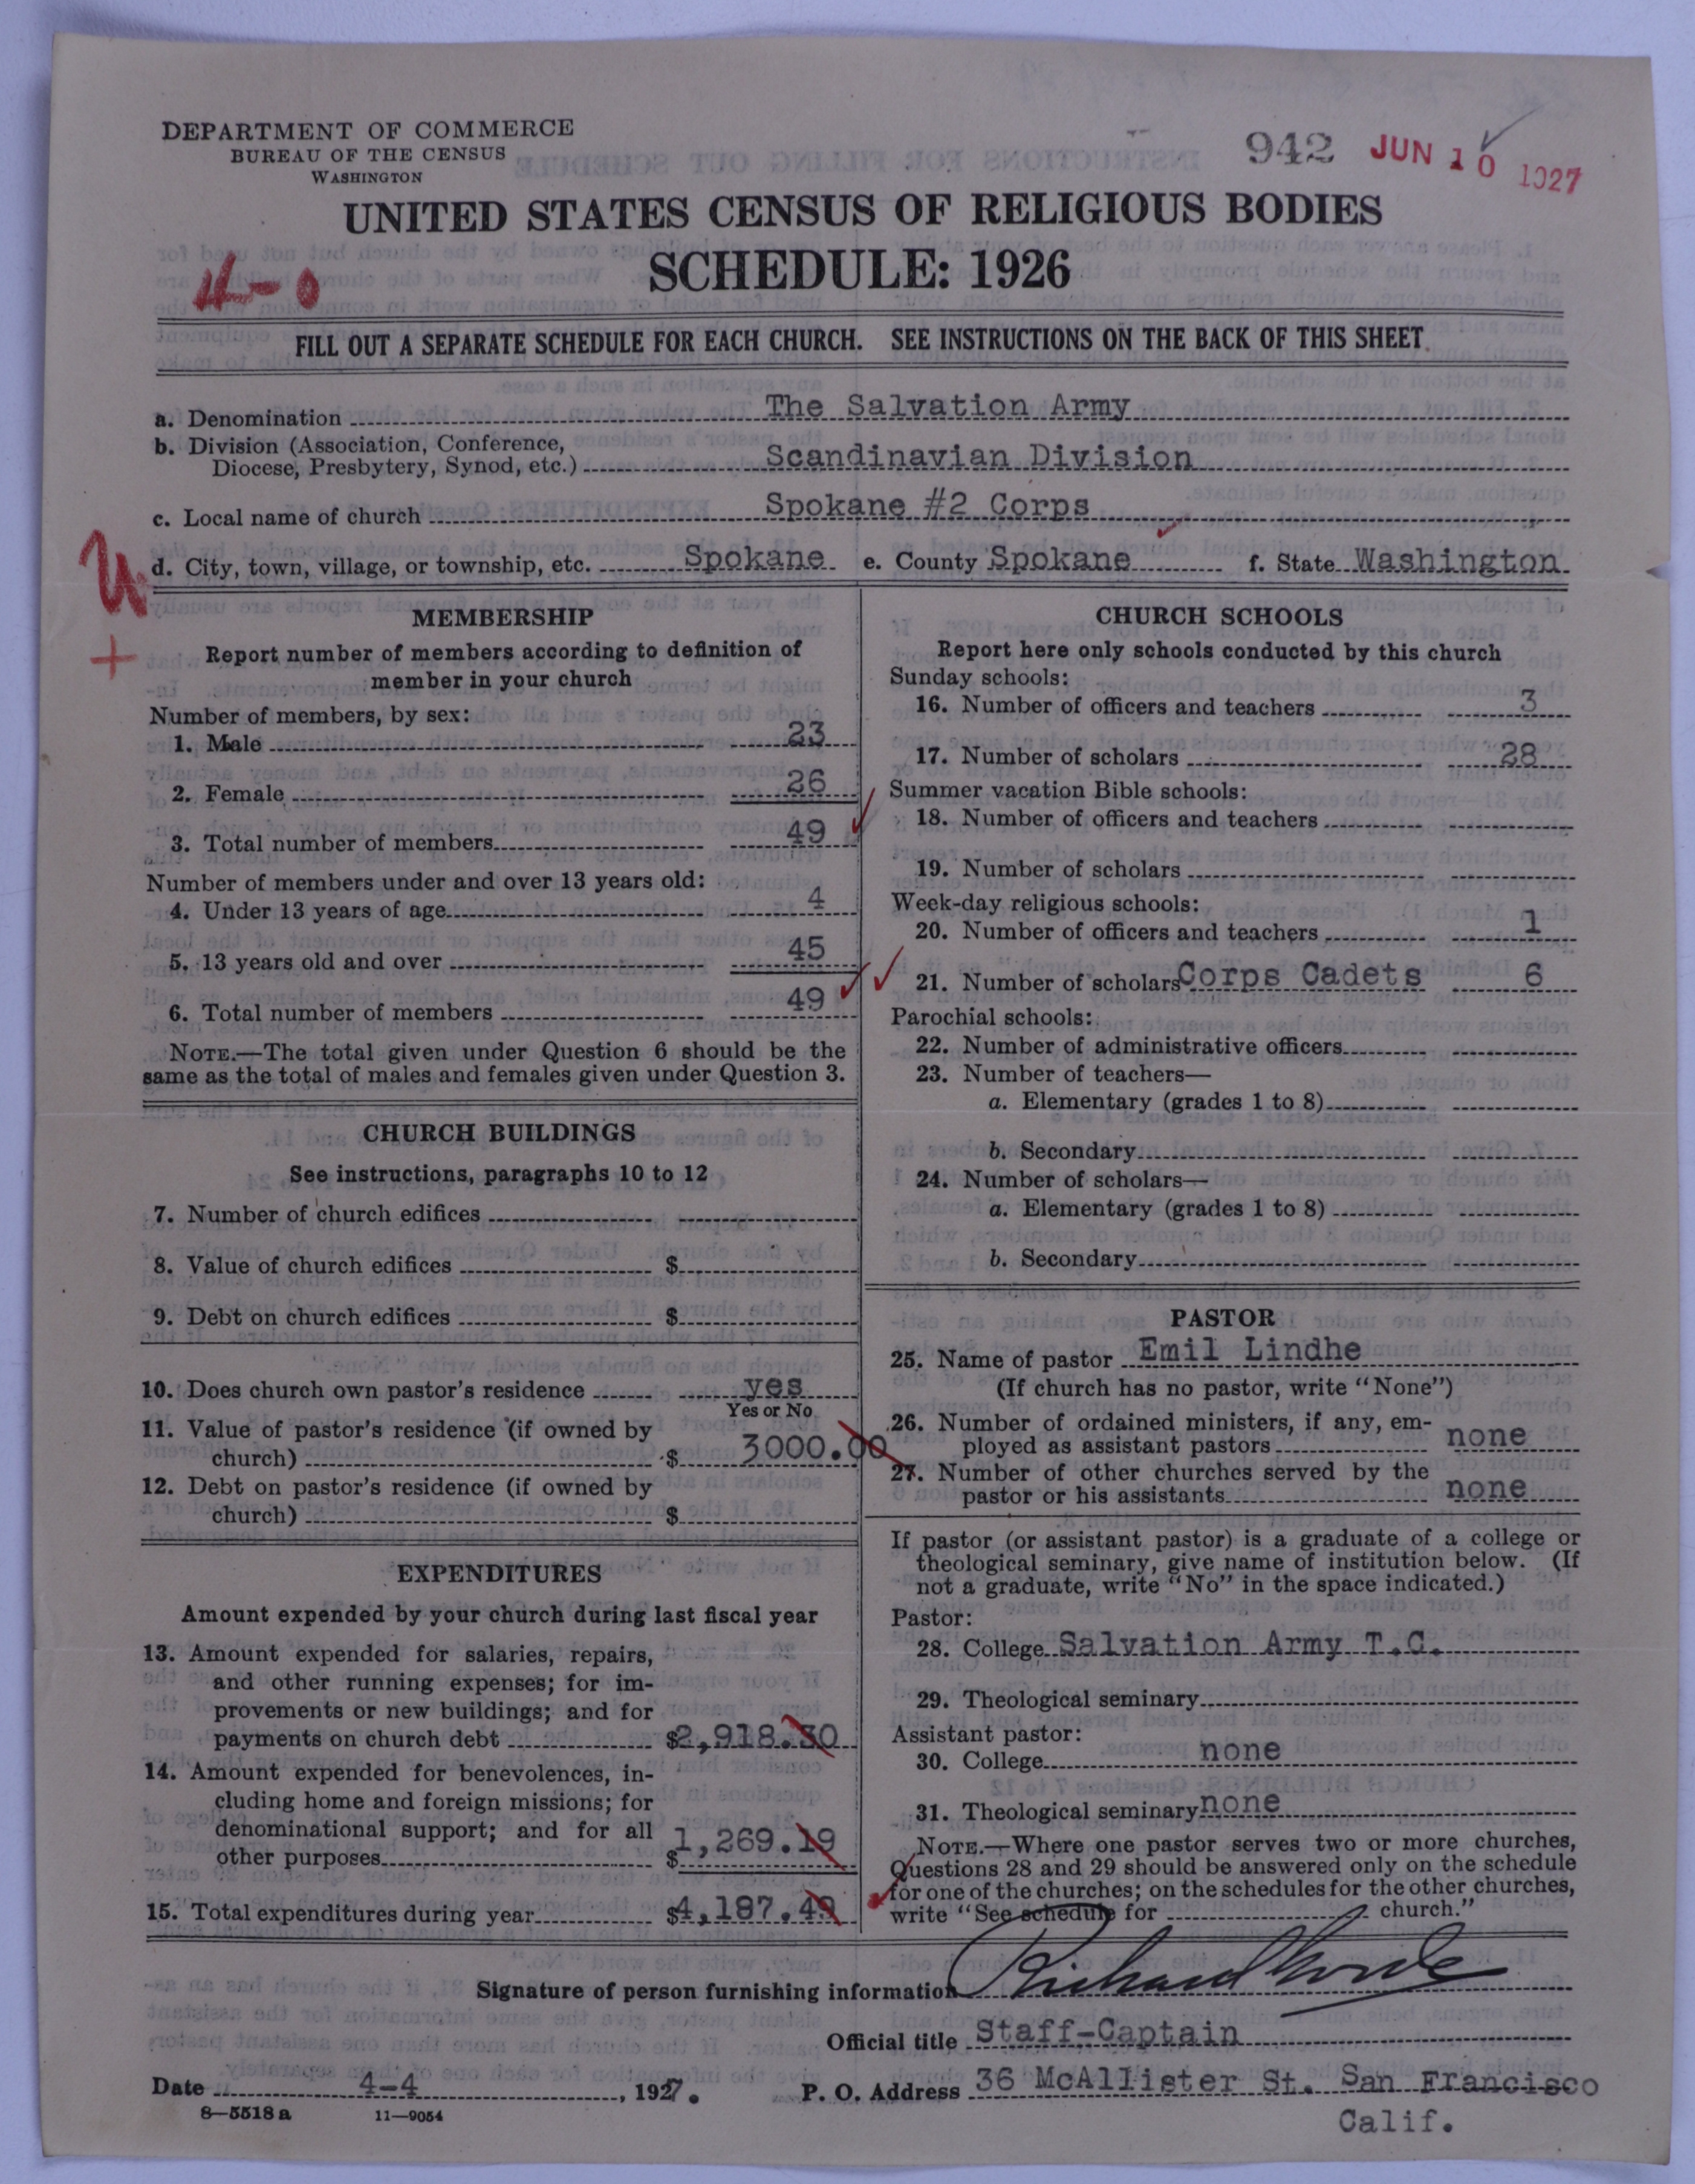 DEPARTMENT OF COMMERCE
BUREAU OF THE CENSUS
WASHINGTON
942 JUN 10 1927
UNITED STATES CENSUS OF RELIGIOUS BODIES
SCHEDULE: 1926
FILL OUT A SEPARATE SCHEDULE FOR EACH CHURCH. SEE INSTRUCTIONS ON THE BACK OF THIS SHEET.
a. Denomination The Salvation Army
b. Division (Association, Conference,
Diocese, Presbytery, Synod, etc.) Scandinavian Division
c. Local name of church Spokane #2 Corps
d. City, town, village, or township, etc. Spokane e. County Spokane f. State Washington
MEMBERSHIP
Report number of members according to definition of
member in your church
Number of members, by sex:
1. Male 23
2. Female 26
3. Total number of members 49
Number of members under and over 13 years old:
4. Under 13 years of age 4
5. 13 years old and over 45
6. Total number of members 49
NOTE.—The total given under Question 6 should be the
same as the total of males and females given under Question 3.
CHURCH BUILDINGS
See instructions, paragraphs 10 to 12
7. Number of church edifices
8. Value of church edifices $
9. Debt on church edifices $
10. Does church own pastor's residence yes
Yes or No
11. Value of pastor's residence (if owned by
church) $ 3000.00
12. Debt on pastor's residence (if owned by
church) $
EXPENDITURES
Amount expended by your church during last fiscal year
13. Amount expended for salaries, repairs,
and other running expenses; for im-
provements or new buildings; and for
payments on church debt $2,918.30
14. Amount expended for benevolences, in-
cluding home and foreign missions; for
denominational support; and for all
other purposes $1,269.19
15. Total expenditures during year $4,187.49
CHURCH SCHOOLS
Report here only schools conducted by this church
Sunday schools:
16. Number of officers and teachers 3
17. Number of scholars 28
Summer vacation Bible schools:
18. Number of officers and teachers
19. Number of scholars
Week-day religious schools:
20. Number of officers and teachers 1
21. Number of scholars Corps Cadets 6
Parochial schools:
22. Number of administrative officers
23. Number of teachers—
a. Elementary (grades 1 to 8)
b. Secondary
24. Number of scholars—
a. Elementary (grades 1 to 8)
b. Secondary
PASTOR
25. Name of pastor Emil Lindhe
(If church has no pastor, write "None")
26. Number of ordained ministers, if any, em-
ployed as assistant pastors none
27. Number of other churches served by the
pastor or his assistants none
If pastor (or assistant pastor) is a graduate of a college or
theological seminary, give name of institution below. (If
not a graduate, write "No" in the space indicated.)
Pastor:
28. College Salvation Army T.C.
29. Theological seminary
Assistant pastor:
30. College none
31. Theological seminary none
NOTE.—Where one pastor serves two or more churches,
Questions 28 and 29 should be answered only on the schedule
for one of the churches; on the schedules for the other churches,
write "See schedule for church."
Signature of person furnishing information Richard
Official title Staff-Captain
Date 4-4, 1927. P. O. Address 36 McAllister St. San Francisco
Calif.
8—5518 a 11—9054